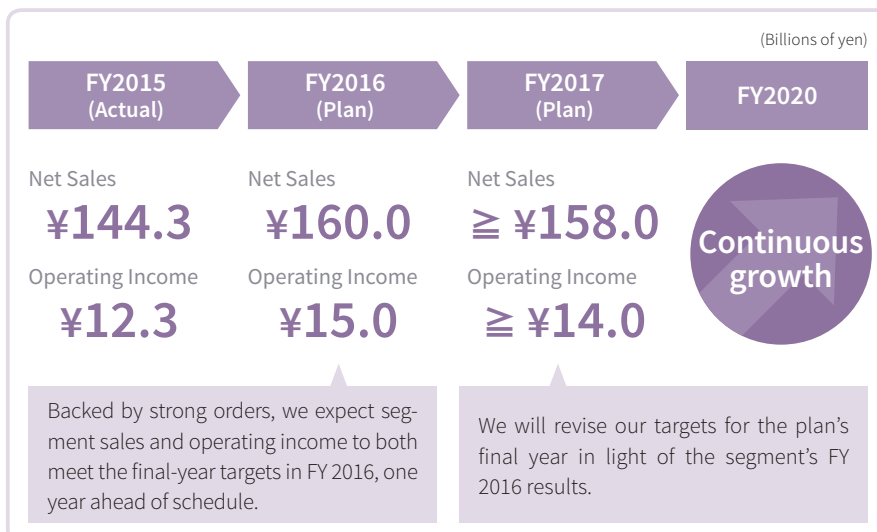 (Billions of yen)
FY2015
(Actual)
FY2016
(Plan)
FY2017
(Plan)
FY2020
Net Sales
¥144.3
Operating Income
¥12.3
Net Sales
¥160.0
Operating Income
¥15.0
Net Sales
≧ ¥158.0
Operating Income
≧ ¥14.0
Continuous
growth
Backed by strong orders, we expect seg-
ment sales and operating income to both
meet the final-year targets in FY 2016, one
year ahead of schedule.
We will revise our targets for the plan’s
final year in light of the segment’s FY
2016 results.